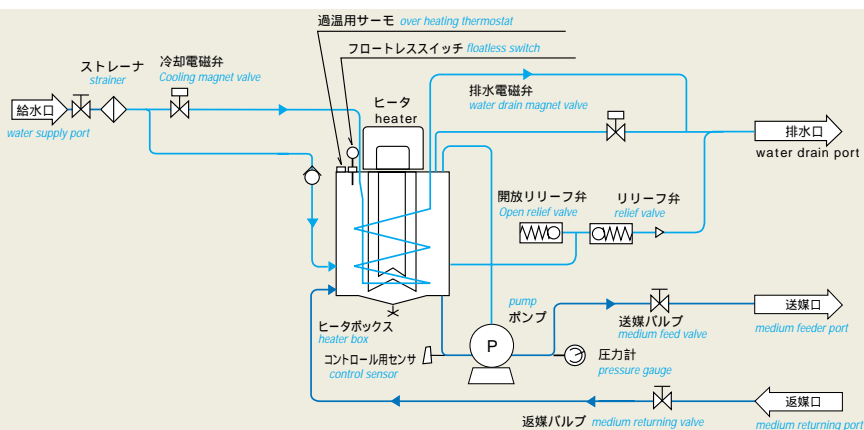 過温用サーモ over heating thermostat
フロートレススイッチ floatless switch
ストレーナ
strainer
冷却電磁弁
Cooling magnet valve
給水口
water supply port
ヒータ
heater
排水電磁弁
water drain magnet valve
排水口
water drain port
開放リリーフ弁
Open relief valve
リリーフ弁
relief valve
pump
ポンプ
P
送媒バルブ
medium feed valve
送媒口
medium feeder port
ヒータボックス
heater box
コントロール用センサ
control sensor
圧力計
pressure gauge
返媒口
medium returning port
返媒バルブ medium returning valve